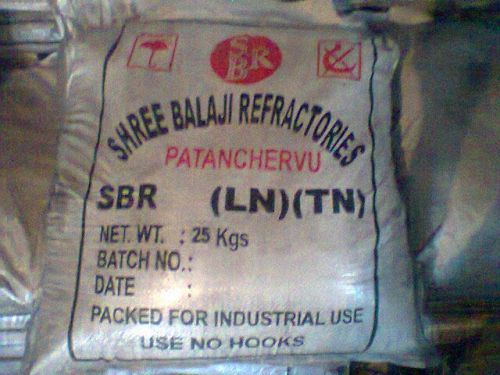 SBR
SHREE BALAJI REFRACTORIES
PATANCHERVU
SBR (LN)(TN)
NET. WT. : 25 Kgs
BATCH NO.:
DATE :
PACKED FOR INDUSTRIAL USE
USE NO HOOKS